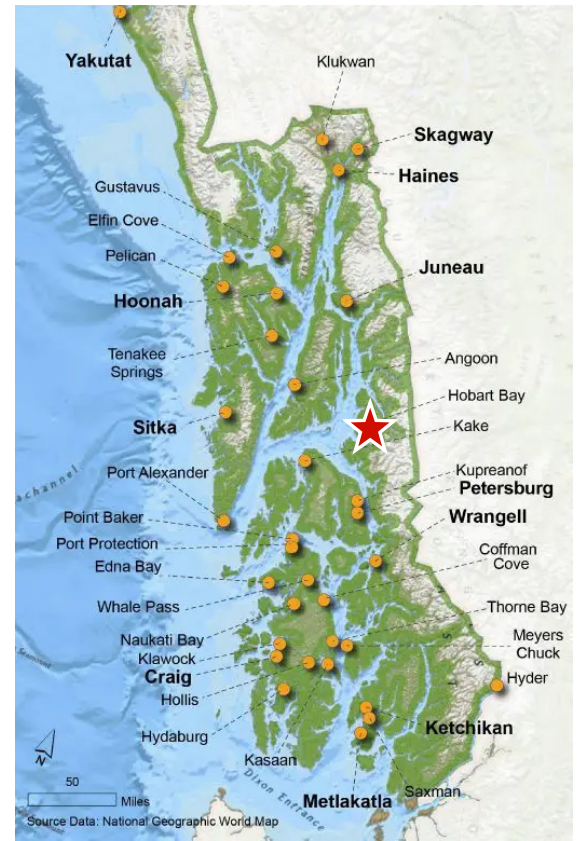 Yakutat
Klukwan
Skagway
Haines
Gustavus
Elfin Cove
Pelican
Juneau
Hoonah
Tenakee
Springs
Angoon
Hobart Bay
Sitka
Kake
Port Alexander
Kupreanof
Petersburg
Point Baker
Wrangell
Port Protection
Coffman
Cove
Edna Bay
Whale Pass
Thorne Bay
Naukati Bay
Meyers
Chuck
Klawock
Craig
Hyder
Hollis
Ketchikan
Hydaburg
Kasaan
Saxman
Metlakatla
Dixon Entrance
N
50
Miles
Source Data: National Geographic World Map